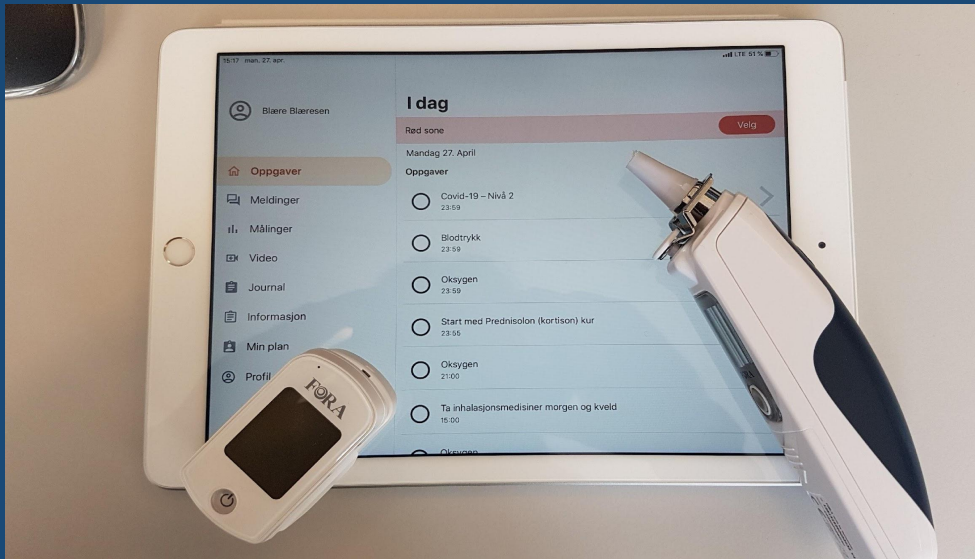 15:17 man. 27. apr.
LTE 51 %
Blære Blæresen
Oppgaver
Meldinger
Målinger
Video
Journal
Informasjon
Min plan
Profil
I dag
Rød sone
Velg
Mandag 27. April
Oppgaver
Covid-19 – Nivå 2
23:59
Blodtrykk
23:59
Oksygen
23:59
Start med Prednisolon (kortison) kur
23:55
Oksygen
21:00
Ta inhalasjonsmedisiner morgen og kveld
15:00
Oksygen
FORA